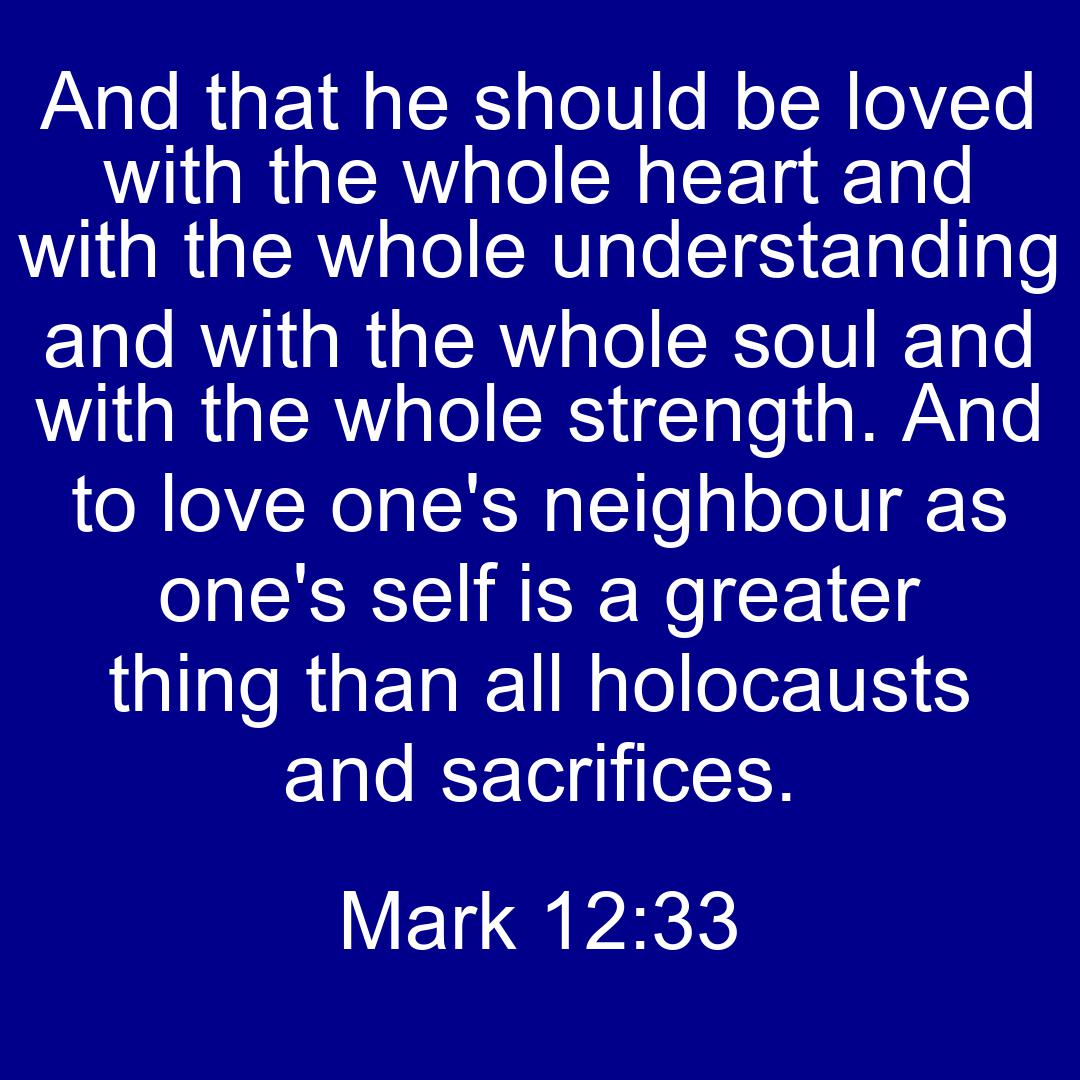 And that he should be loved
with the whole heart and
with the whole understanding
and with the whole soul and
with the whole strength. And
to love one's neighbour as
one's self is a greater
thing than all holocausts
and sacrifices.
Mark 12:33